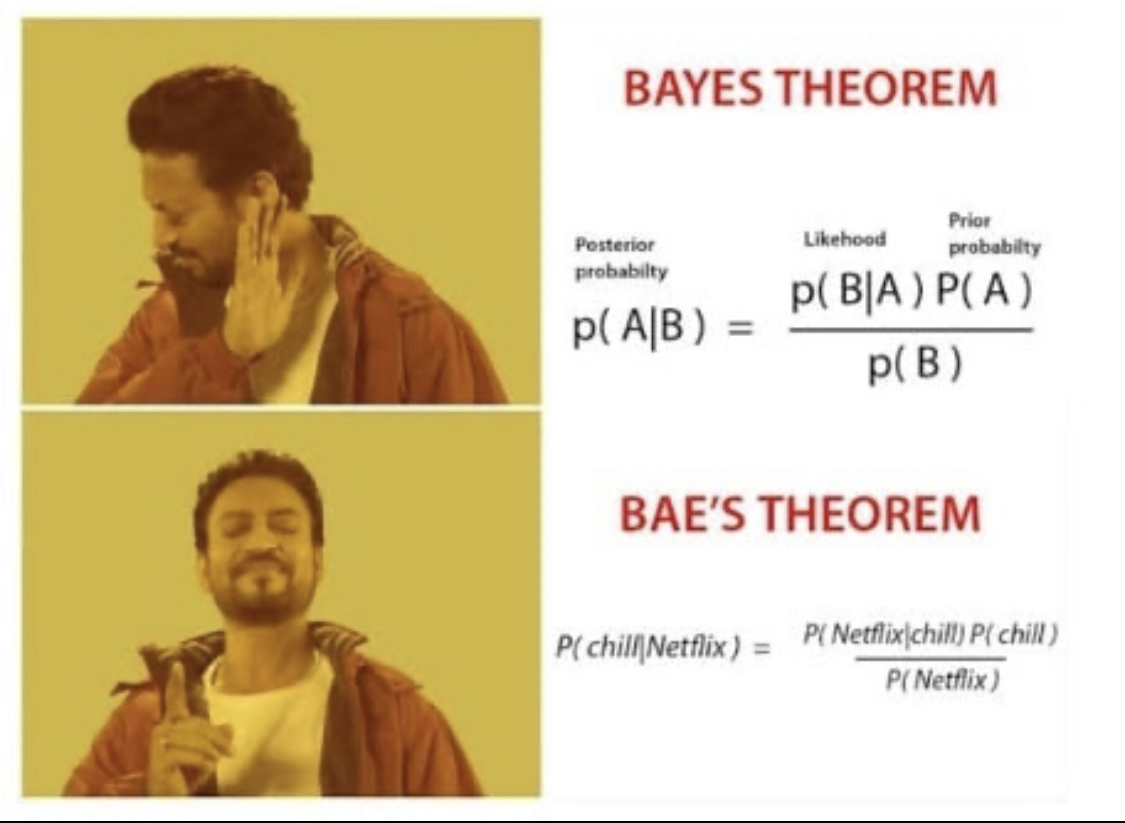 BAYES THEOREM
Posterior
probabilty
Likehood
Prior
probabilty
p( A|B ) = p( B|A ) P( A )
p( B )
BAE'S THEOREM
P( chill|Netflix ) = P( Netflix|chill) P( chill )
P( Netflix )